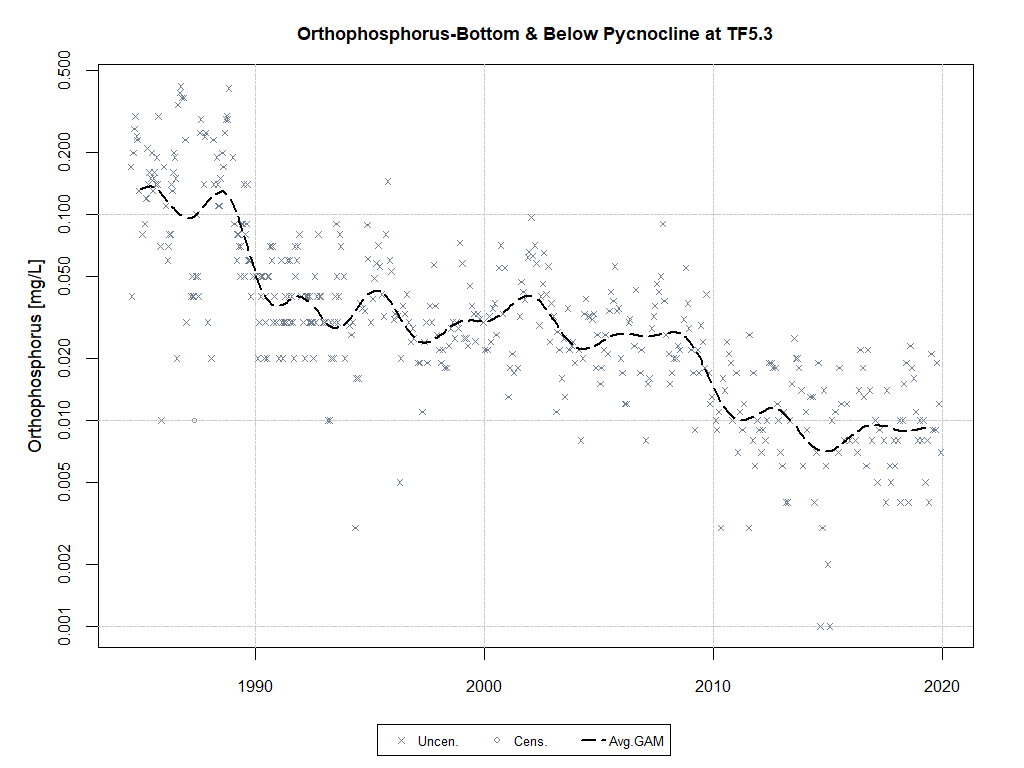 Orthophosphorus-Bottom & Below Pycnocline at TF5.3
Orthophosphorus [mg/L]
0.500
0.200
0.100
0.050
0.020
0.010
0.005
0.002
0.001
1990 2000 2010 2020
Uncen. Cens. Avg.GAM